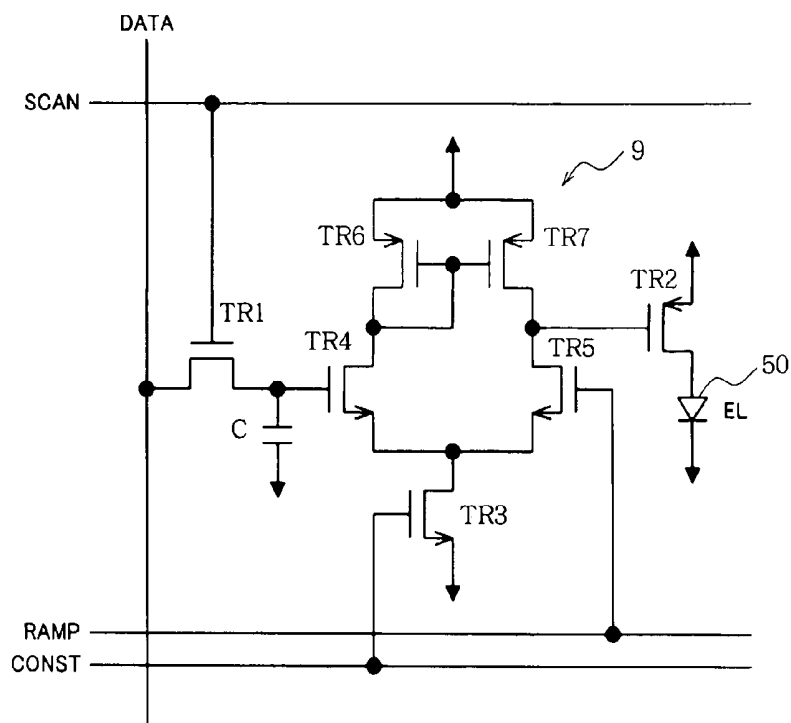 DATA
SCAN
9
TR6
TR7
TR2
TR1
TR4
TR5
50
EL
C
TR3
RAMP
CONST